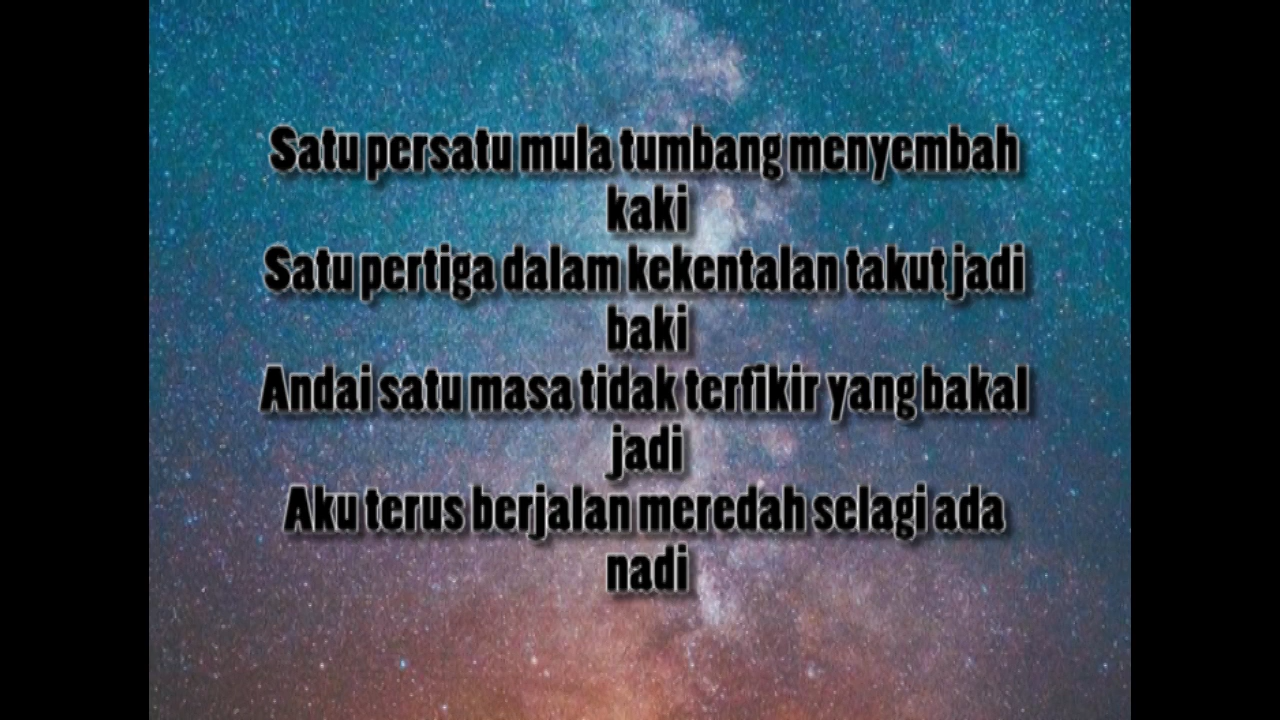 Satu persatu mula tumbang menyembah
kaki
Satu pertiga dalam kekentalan takut jadi
baki
Andai satu masa tidak terfikir yang bakal
jadi
Aku terus berjalan meredah selagi ada
nadi